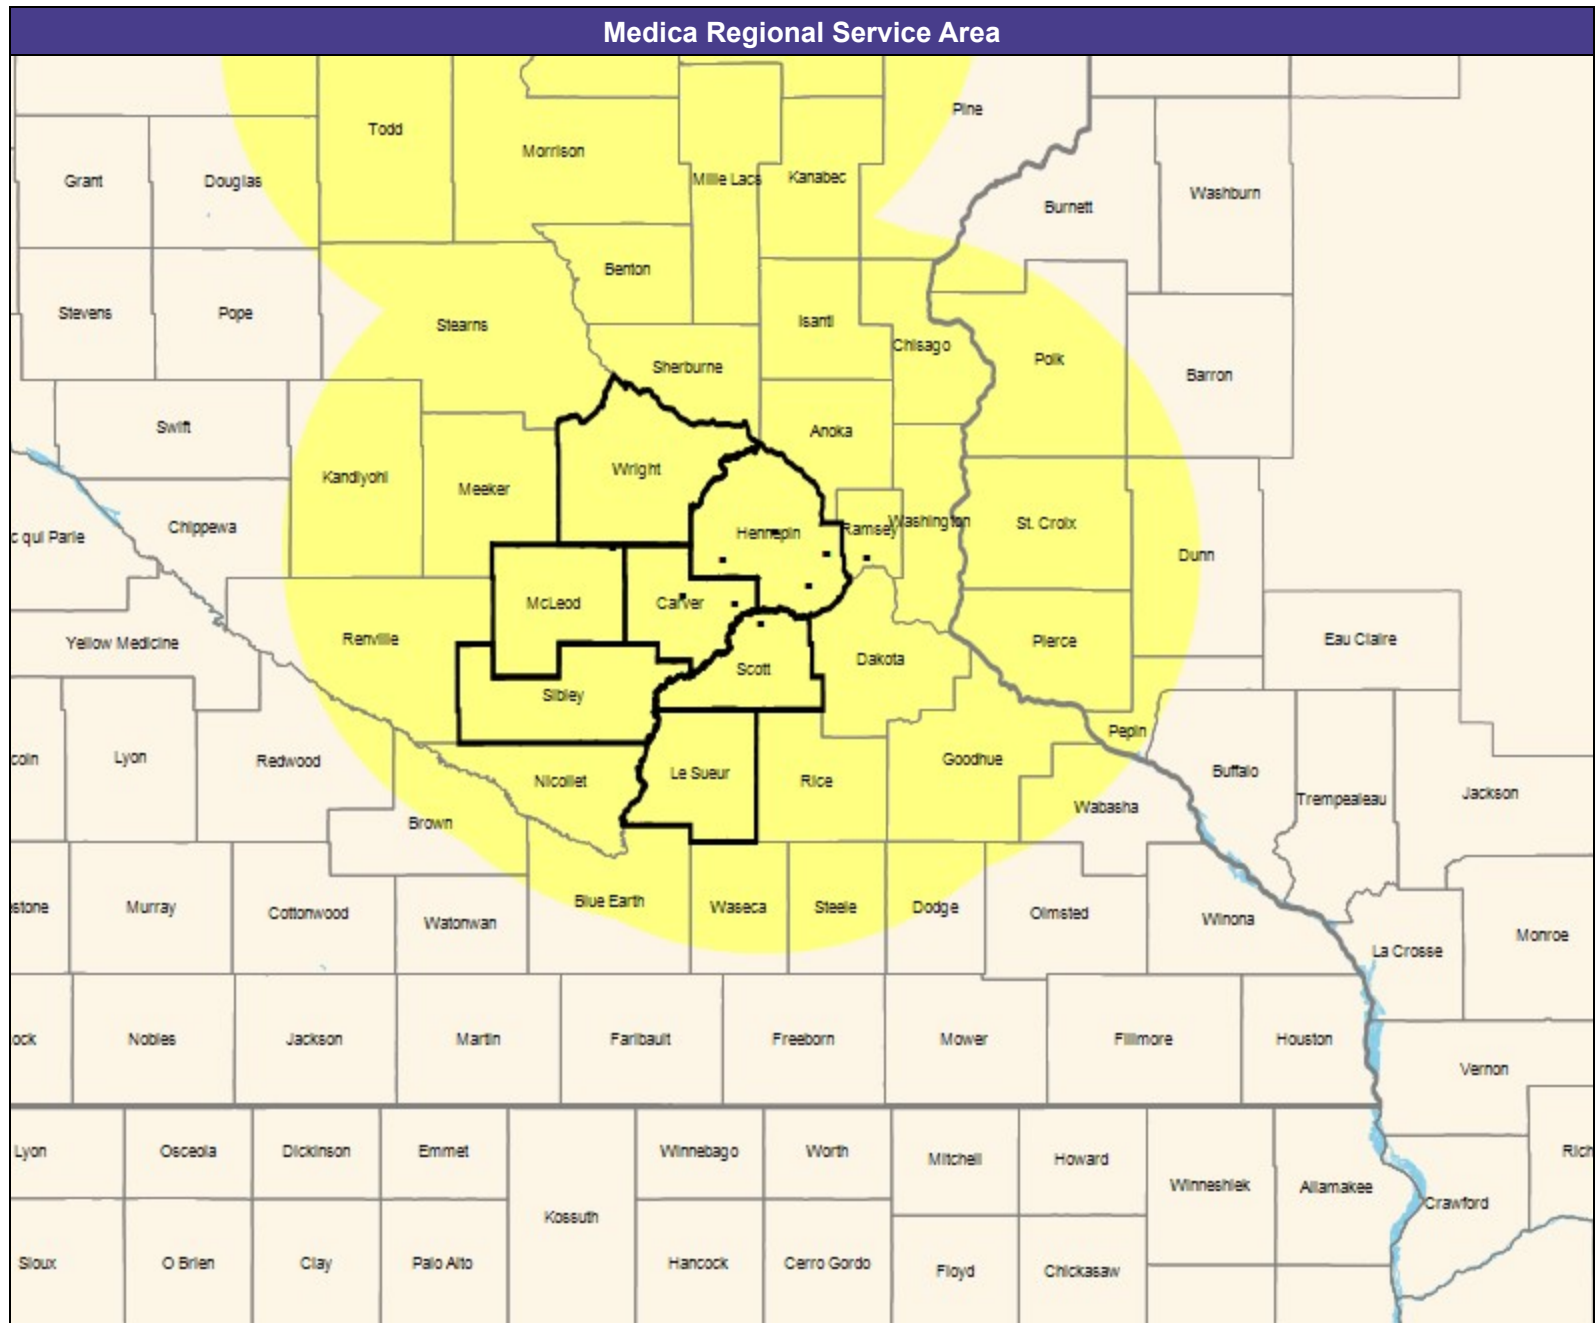 Medica Regional Service Area
Pine
Todd
Morrison
Grant
Douglas
Mille Lacs
Kanabec
Washburn
Burnett
Benton
Stevens
Pope
Stearns
Isanti
Chisago
Polk
Sherburne
Barron
Swift
Anoka
Wright
Kandiyohi
Meeker
Chippewa
Hennepin
Ramsey
Washington
St. Croix
c qui Parle
Dunn
McLeod
Carver
Yellow Medicine
Renville
Pierce
Eau Claire
Dakota
Scott
Sibley
Pepin
coln
Lyon
Redwood
Nicollet
Le Sueur
Rice
Goodhue
Buffalo
Trempealeau
Jackson
Wabasha
Brown
stone
Murray
Cottonwood
Watonwan
Blue Earth
Waseca
Steele
Dodge
Olmsted
Winona
Monroe
La Crosse
ock
Nobles
Jackson
Martin
Faribault
Freeborn
Mower
Fillmore
Houston
Vernon
Lyon
Osceola
Dickinson
Emmet
Winnebago
Worth
Mitchell
Howard
Rich
Winneshiek
Allamakee
Crawford
Kossuth
Sioux
O Brien
Clay
Palo Alto
Hancock
Cerro Gordo
Floyd
Chickasaw